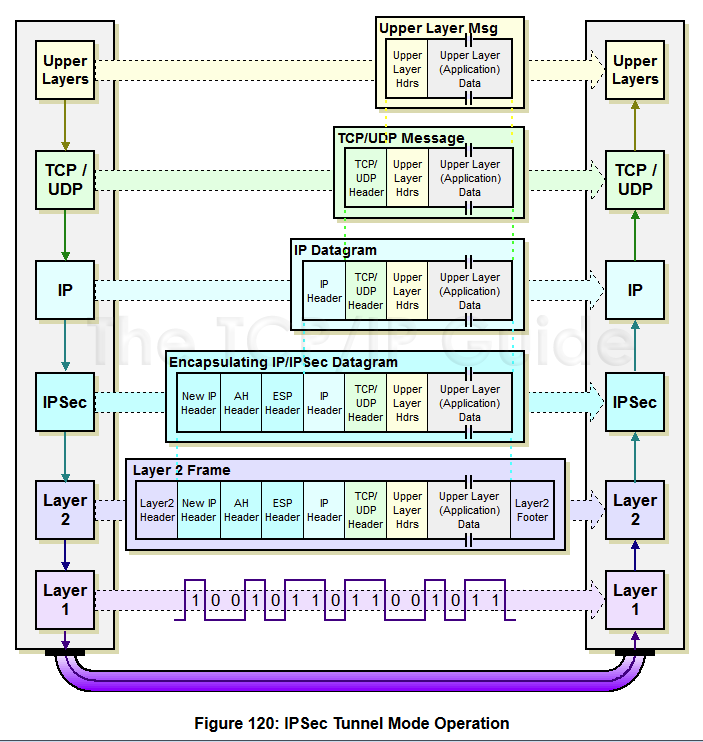 Upper Layer Msg
Upper
Layers
Upper
Layer
Hdrs
Upper Layer
(Application)
Data
Upper
Layers
TCP/UDP Message
TCP /
UDP
TCP/
UDP
Header
Upper
Layer
Hdrs
Upper Layer
(Application)
Data
TCP /
UDP
IP Datagram
IP
IP
Header
TCP/
UDP
Header
Upper
Layer
Hdrs
Upper Layer
(Application)
Data
IP
The TCP/IP Guide
Encapsulating IP/IPSec Datagram
IPSec
New IP
Header
AH
Header
ESP
Header
IP
Header
TCP/
UDP
Header
Upper
Layer
Hdrs
Upper Layer
(Application)
Data
IPSec
Layer 2 Frame
Layer
2
Layer2
Header
New IP
Header
AH
Header
ESP
Header
IP
Header
TCP/
UDP
Header
Upper
Layer
Hdrs
Upper Layer
(Application)
Data
Layer2
Footer
Layer
2
Layer
1
1 0 0 1 0 1 1 0 1 1 0 0 1 0 1 1
Layer
1
Figure 120: IPSec Tunnel Mode Operation